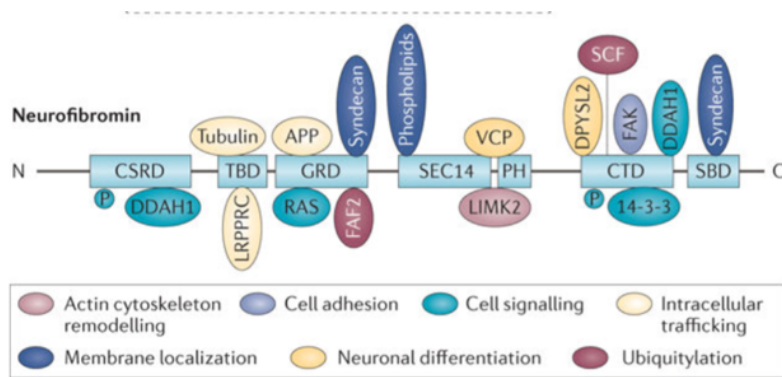 SCF
Syndecan
Phospholipids
DPYSL2
FAK
DDAH1
Syndecan
Neurofibromin
Tubulin
APP
VCP
N
CSRD
TBD
GRD
SEC14
PH
CTD
SBD
C
P
DDAH1
LRPPRC
RAS
FAF2
LIMK2
P
14-3-3
Actin cytoskeleton
remodelling
Cell adhesion
Cell signalling
Intracellular
trafficking
Membrane localization
Neuronal differentiation
Ubiquitylation